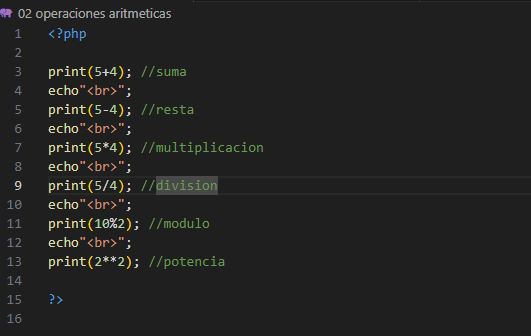 02 operaciones aritmeticas
1 <?php
2
3 print(5+4); //suma
4 echo"<br>";
5 print(5-4); //resta
6 echo"<br>";
7 print(5*4); //multiplicacion
8 echo"<br>";
9 print(5/4); //division
10 echo"<br>";
11 print(10%2); //modulo
12 echo"<br>";
13 print(2**2); //potencia
14
15 ?>
16